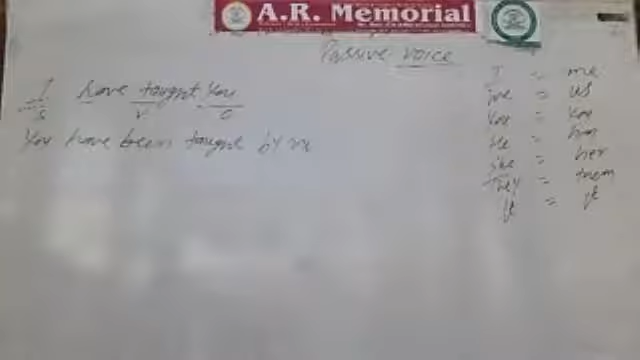 A.R. Memorial
Passive voice
I have taught you
S V O
You have been taught by me
I = me
we = us
you = you
he = him
she = her
they = them
it = it